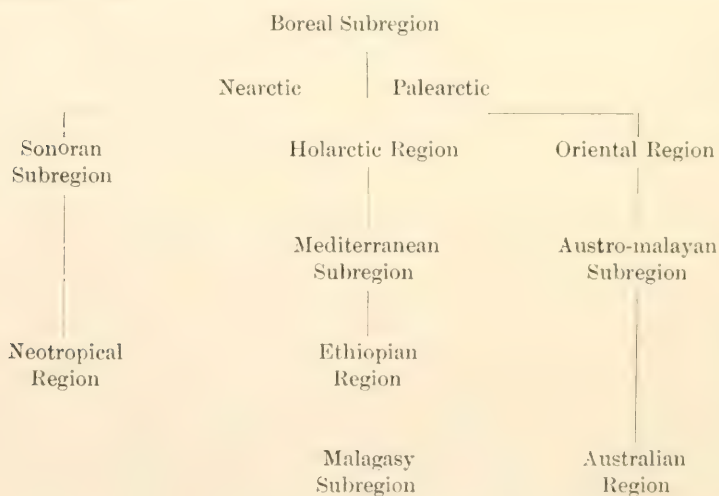 Boreal Subregion
Nearctic Palearctic
Sonoran Subregion
Holarctic Region
Oriental Region
Mediterranean Subregion
Austro-malayan Subregion
Neotropical Region
Ethiopian Region
Malagasy Subregion
Australian Region